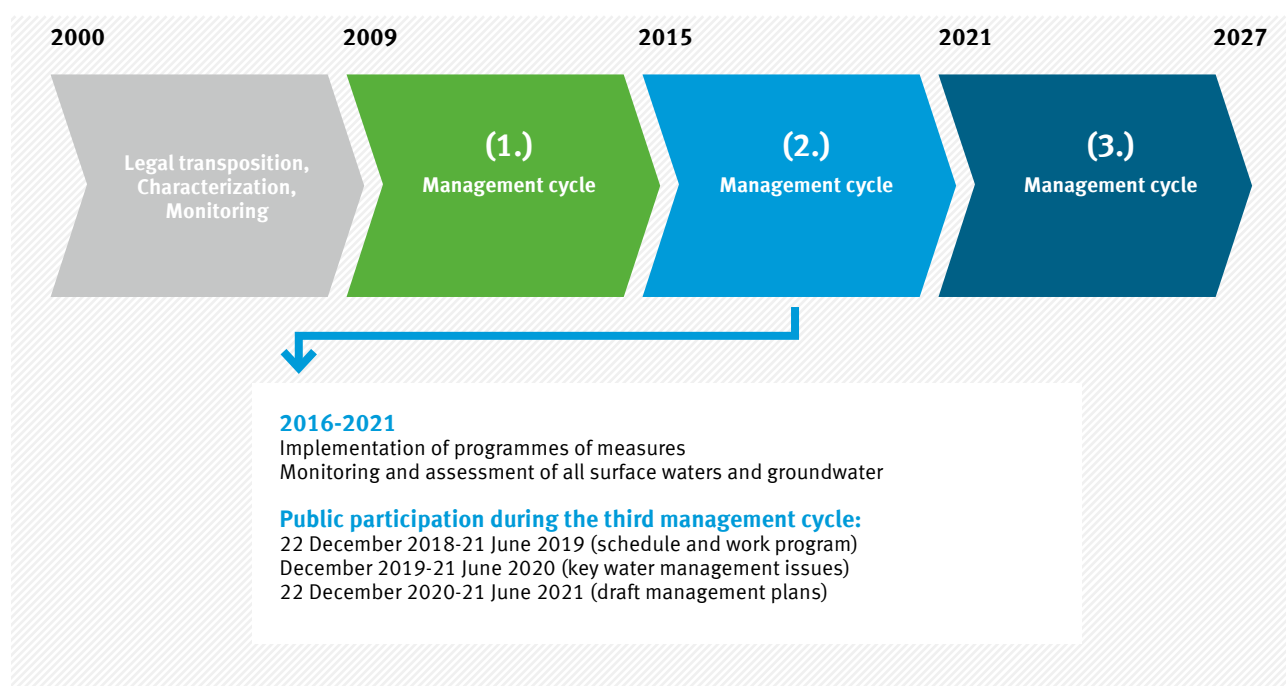 2000 2009 2015 2021 2027
Legal transposition,
Characterization,
Monitoring
(1.)
Management cycle
(2.)
Management cycle
(3.)
Management cycle
2016-2021
Implementation of programmes of measures
Monitoring and assessment of all surface waters and groundwater
Public participation during the third management cycle:
22 December 2018-21 June 2019 (schedule and work program)
December 2019-21 June 2020 (key water management issues)
22 December 2020-21 June 2021 (draft management plans)